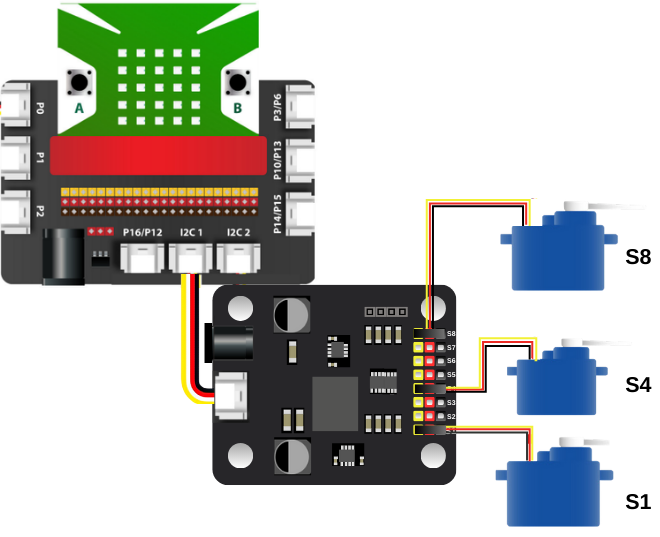 A
B
P0
P1
P2
P3/P6
P10/P13
P14/P15
P16/P12
I2C 1
I2C 2
S8
S7
S6
S5
S3
S2
S8
S4
S1